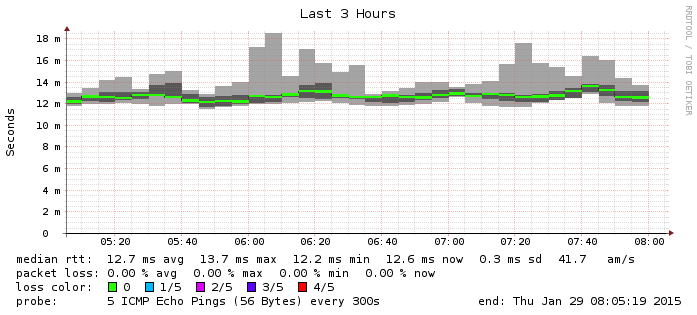 Last 3 Hours
RRDTOOL / TOBI OETIKER
Seconds
18 m
16 m
14 m
12 m
10 m
8 m
6 m
4 m
2 m
0
05:20 05:40 06:00 06:20 06:40 07:00 07:20 07:40 08:00
median rtt: 12.7 ms avg 13.7 ms max 12.2 ms min 12.6 ms now 0.3 ms sd 41.7 am/s
packet loss: 0.00 % avg 0.00 % max 0.00 % min 0.00 % now
loss color: 0 1/5 2/5 3/5 4/5
probe: 5 ICMP Echo Pings (56 Bytes) every 300s end: Thu Jan 29 08:05:19 2015